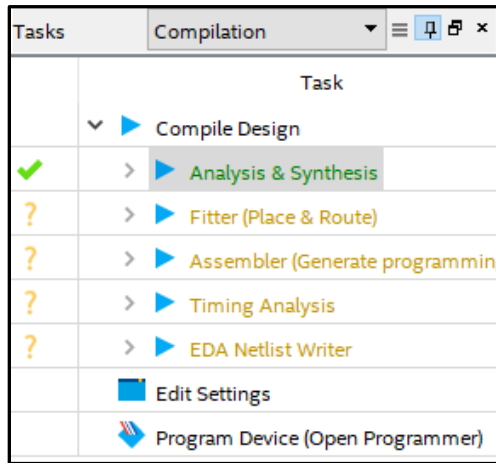 Tasks Compilation
Task
Compile Design
Analysis & Synthesis
? Fitter (Place & Route)
? Assembler (Generate programmin
? Timing Analysis
? EDA Netlist Writer
Edit Settings
Program Device (Open Programmer)